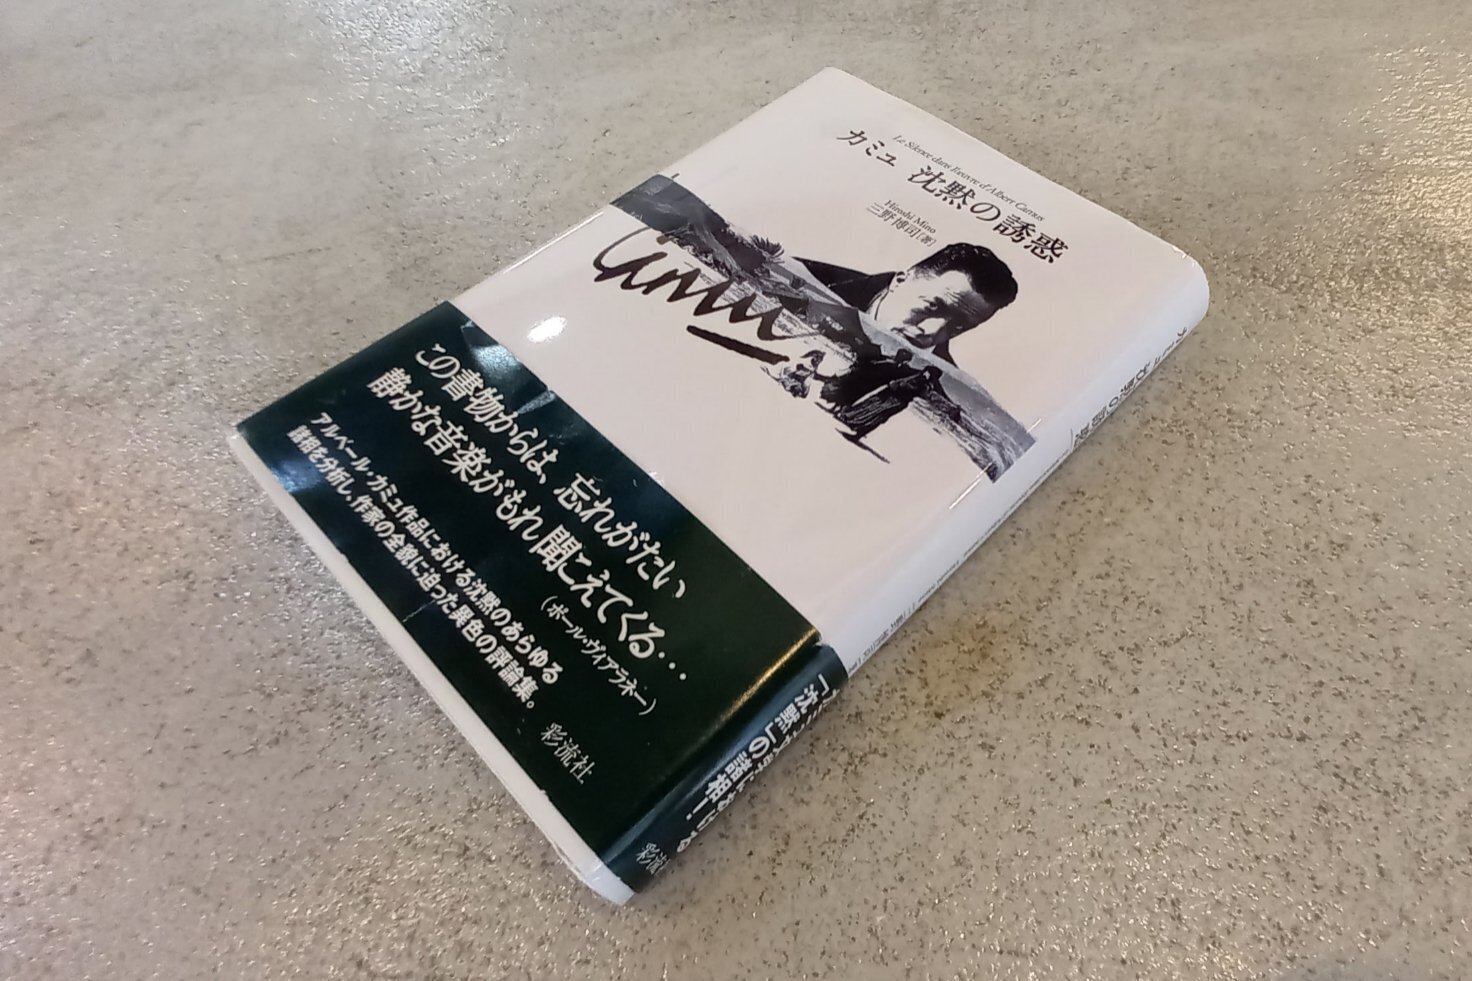 Le Silence dans l'œuvre d'Albert Camus
カミュ 沈黙の誘惑
Hiroshi Mino
三野博司[著]
Camus
この書物からは、忘れがたい
静かな音楽がもれ聞こえてくる…
(ポール・ヴィアラネー)
アルベール・カミュ作品における沈黙のあらゆる
諸相を分析し、作家の全貌に迫った異色の評論集。
彩流社
「沈黙」の諸相!